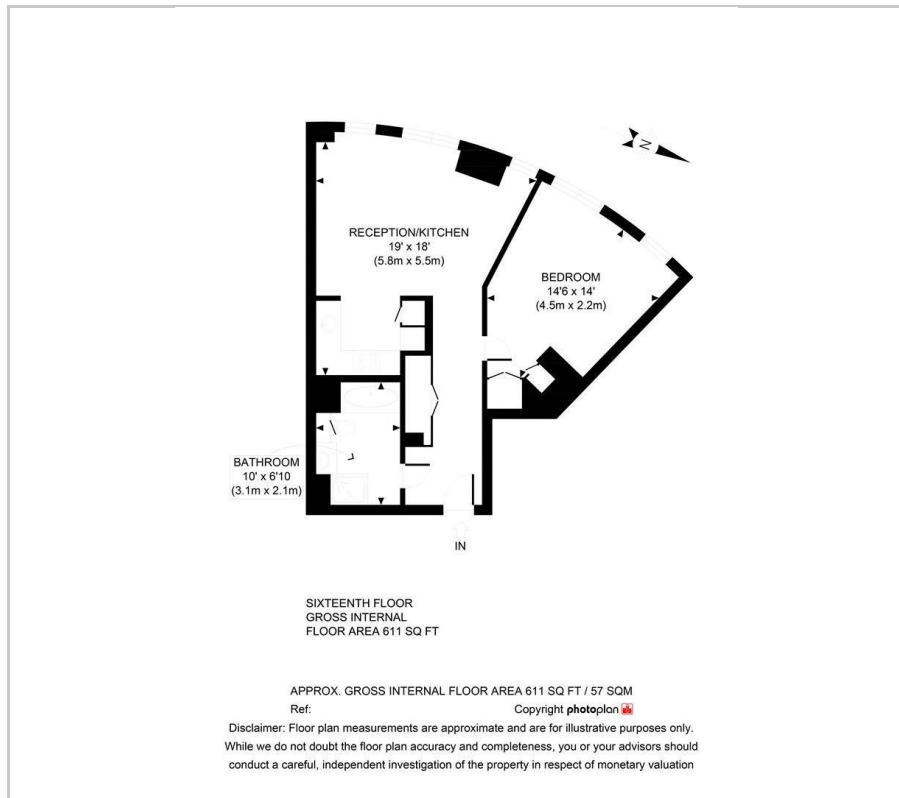 N
RECEPTION/KITCHEN
19' x 18'
(5.8m x 5.5m)
BEDROOM
14'6 x 14'
(4.5m x 2.2m)
BATHROOM
10' x 6'10
(3.1m x 2.1m)
IN
SIXTEENTH FLOOR
GROSS INTERNAL
FLOOR AREA 611 SQ FT
APPROX. GROSS INTERNAL FLOOR AREA 611 SQ FT / 57 SQM
Ref: Copyright photoplan
Disclaimer: Floor plan measurements are approximate and are for illustrative purposes only.
While we do not doubt the floor plan accuracy and completeness, you or your advisors should
conduct a careful, independent investigation of the property in respect of monetary valuation